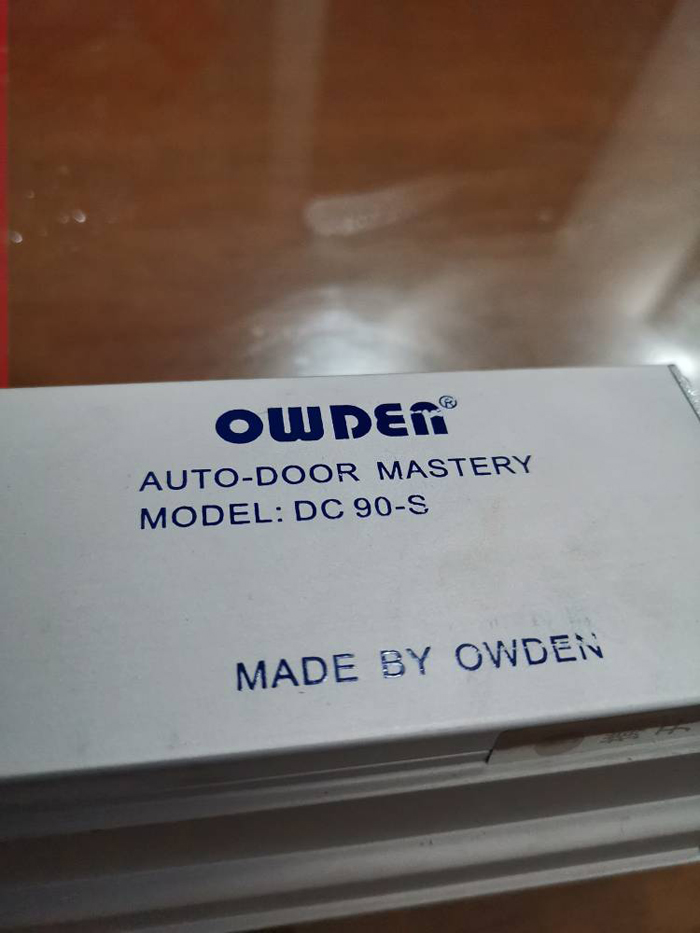 OWDEN®
AUTO-DOOR MASTERY
MODEL: DC 90-S
MADE BY OWDEN